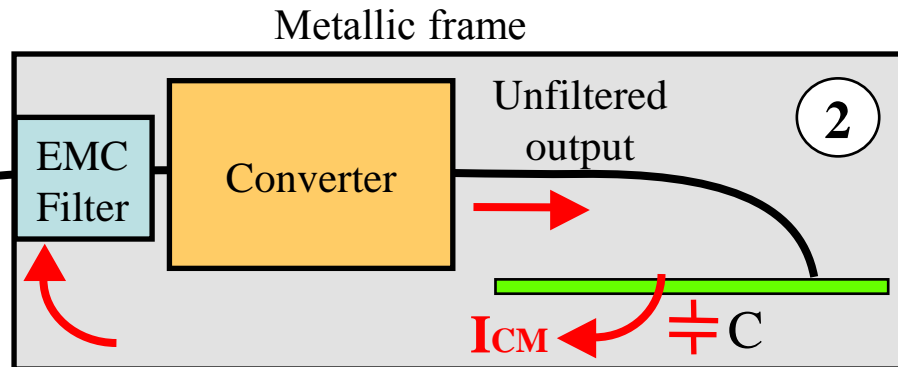 Metallic frame
Unfiltered
output
2
EMC
Filter
Converter
ICM
C